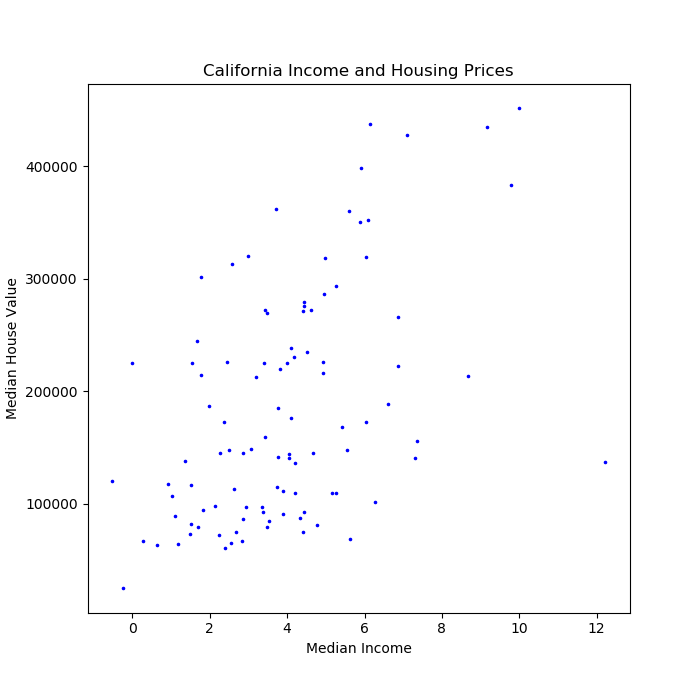 California Income and Housing Prices
400000
300000
200000
100000
Median House Value
0 2 4 6 8 10 12
Median Income